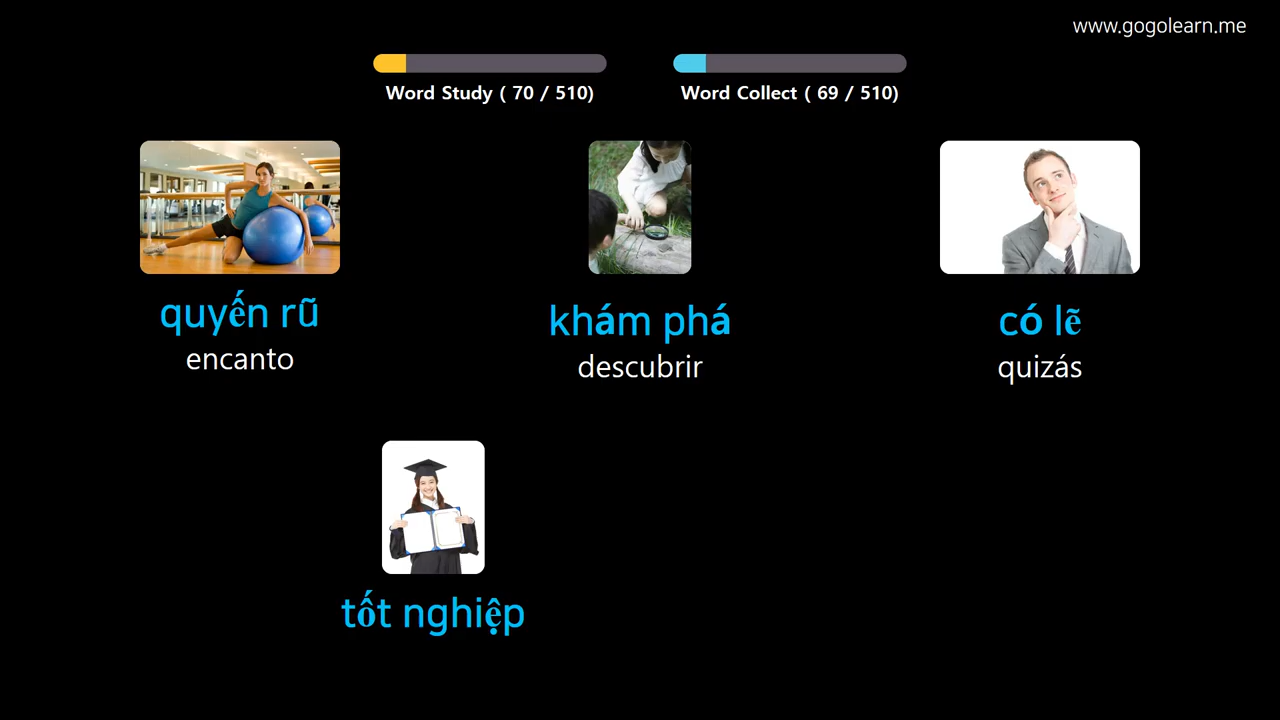 www.gogolearn.me
Word Study ( 70 / 510)
Word Collect ( 69 / 510)
quyến rũ
encanto
khám phá
descubrir
có lẽ
quizás
tốt nghiệp